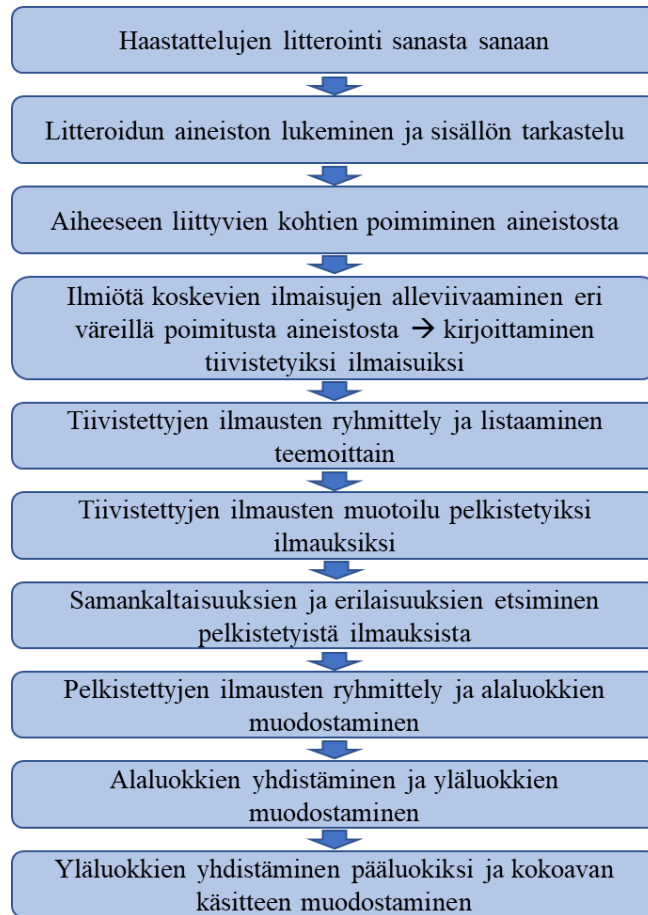 Haastattelujen litterointi sanasta sanaan
Litteroidun aineiston lukeminen ja sisällön tarkastelu
Aiheeseen liittyvien kohtien poimiminen aineistosta
Ilmiötä koskevien ilmaisujen alleviivaaminen eri
väreillä poimitusta aineistosta → kirjoittaminen
tiivistetyiksi ilmaisuiksi
Tiivistettyjen ilmausten ryhmittely ja listaaminen
teemoittain
Tiivistettyjen ilmausten muotoilu pelkistetyiksi
ilmauksiksi
Samankaltaisuuksien ja erilaisuuksien etsiminen
pelkistetyistä ilmauksista
Pelkistettyjen ilmausten ryhmittely ja alaluokkien
muodostaminen
Alaluokkien yhdistäminen ja yläluokkien
muodostaminen
Yläluokkien yhdistäminen pääluokiksi ja kokoavan
käsitteen muodostaminen